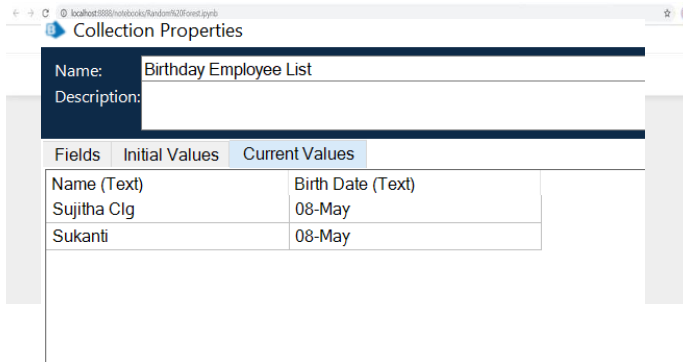 localhost:8888/notebooks/Random%20Forest.ipynb
Collection Properties
Name: Birthday Employee List
Description:
Fields Initial Values Current Values
Name (Text) Birth Date (Text)
Sujitha Clg 08-May
Sukanti 08-May